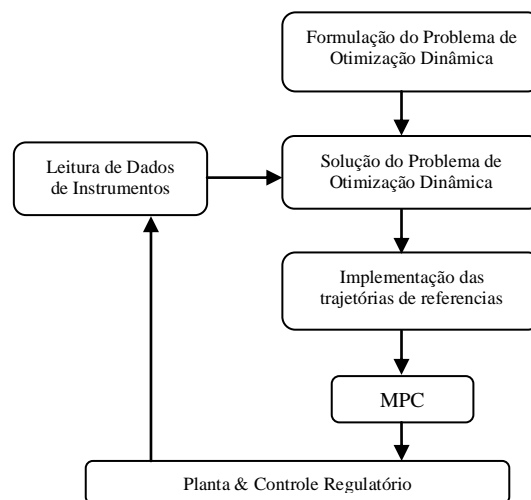 Formulação do Problema de
Otimização Dinâmica
Leitura de Dados
de Instrumentos
Solução do Problema de
Otimização Dinâmica
Implementação das
trajetórias de referencias
MPC
Planta & Controle Regulatório